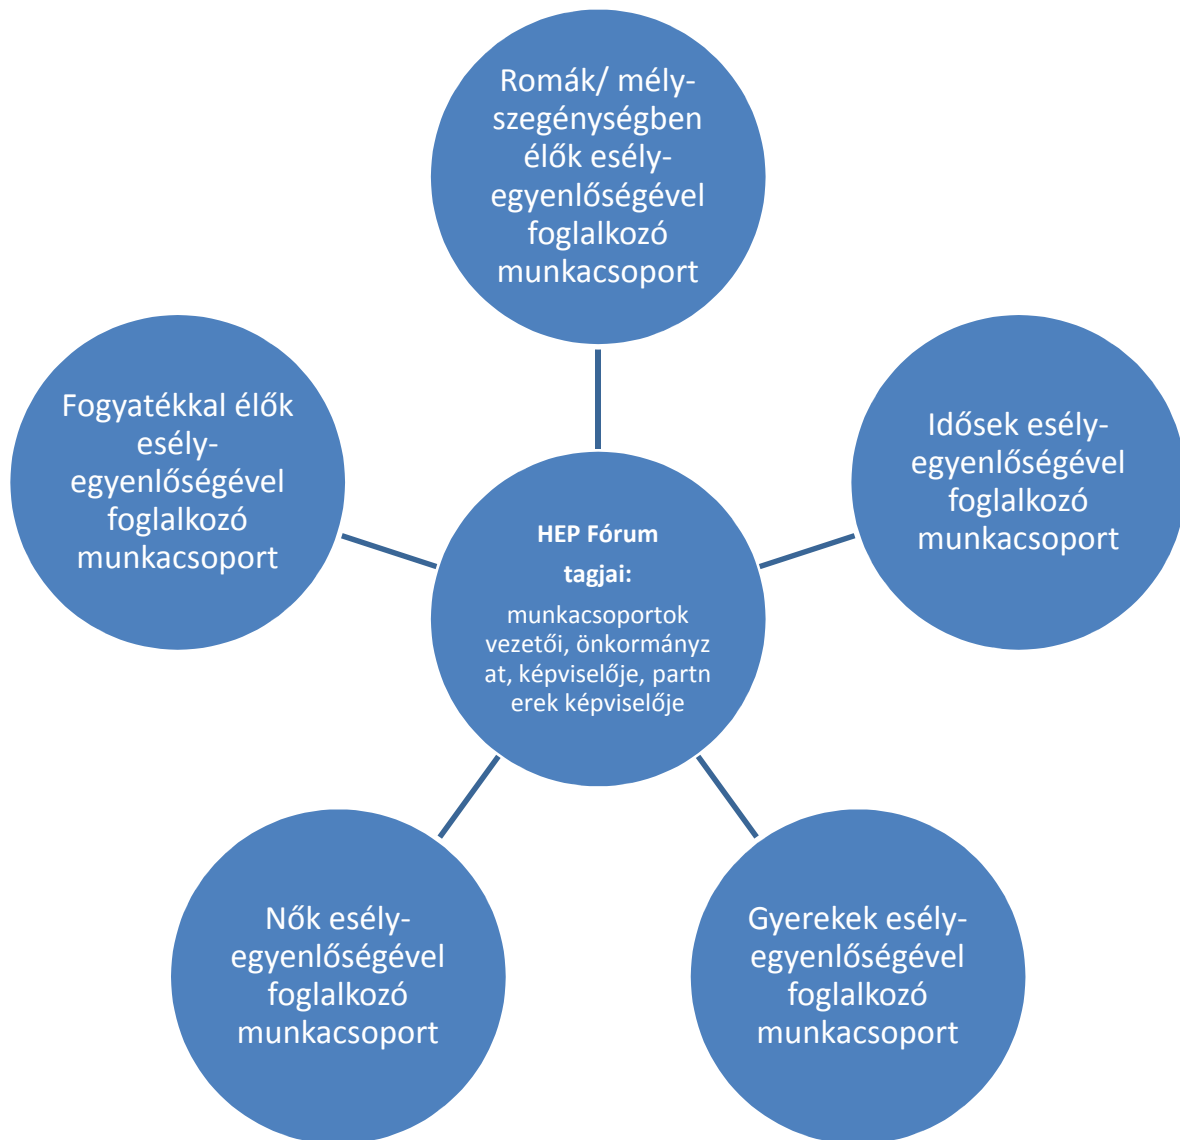 Romák/ mély-
szegénységben
élők esély-
egyenlőségével
foglalkozó
munkacsoport
Fogyatékkal élők
esély-
egyenlőségével
foglalkozó
munkacsoport
Idősek esély-
egyenlőségével
foglalkozó
munkacsoport
HEP Fórum
tagjai:
munkacsoportok
vezetői, önkormányz
at, képviselője, partn
erek képviselője
Nők esély-
egyenlőségével
foglalkozó
munkacsoport
Gyerekek esély-
egyenlőségével
foglalkozó
munkacsoport